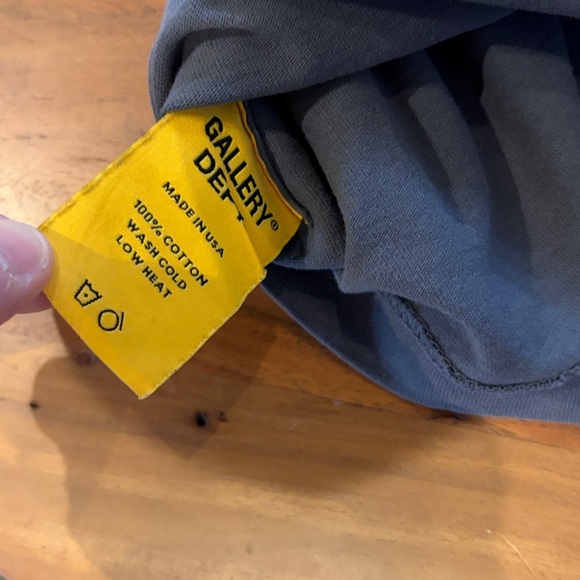 GALLERY®
DEPT
MADE IN USA
100% COTTON
WASH COLD
LOW HEAT